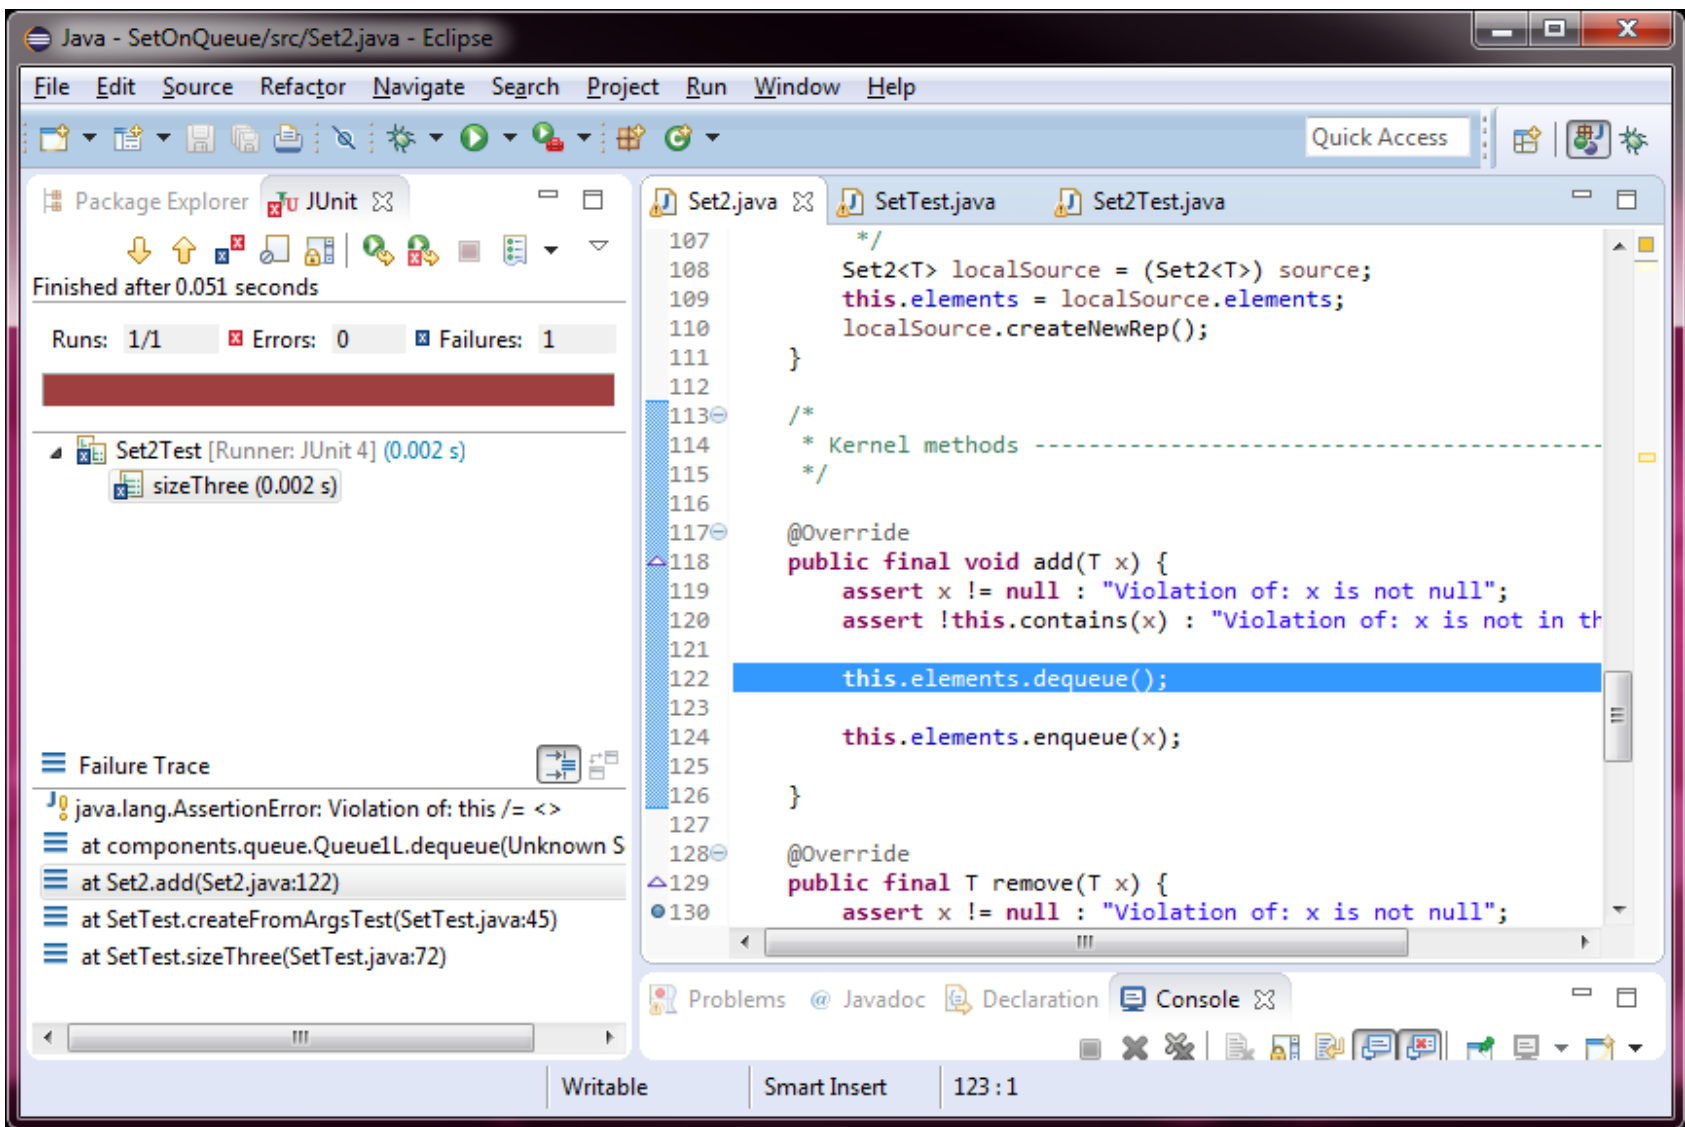 Java - SetOnQueue/src/Set2.java - Eclipse
File Edit Source Refactor Navigate Search Project Run Window Help
Quick Access
Package Explorer JUnit
Finished after 0.051 seconds
Runs: 1/1 Errors: 0 Failures: 1
Set2Test [Runner: JUnit 4] (0.002 s)
sizeThree (0.002 s)
Failure Trace
java.lang.AssertionError: Violation of: this /= <>
at components.queue.Queue1L.dequeue(Unknown S
at Set2.add(Set2.java:122)
at SetTest.createFromArgsTest(SetTest.java:45)
at SetTest.sizeThree(SetTest.java:72)
Set2.java SetTest.java Set2Test.java
107 */
108 Set2<T> localSource = (Set2<T>) source;
109 this.elements = localSource.elements;
110 localSource.createNewRep();
111 }
112
113 /*
114 * Kernel methods ------------------------------------------
115 */
116
117 @Override
118 public final void add(T x) {
119 assert x != null : "Violation of: x is not null";
120 assert !this.contains(x) : "Violation of: x is not in th
121
122 this.elements.dequeue();
123
124 this.elements.enqueue(x);
125
126 }
127
128 @Override
129 public final T remove(T x) {
130 assert x != null : "Violation of: x is not null";
Problems @ Javadoc Declaration Console
Writable Smart Insert 123 : 1